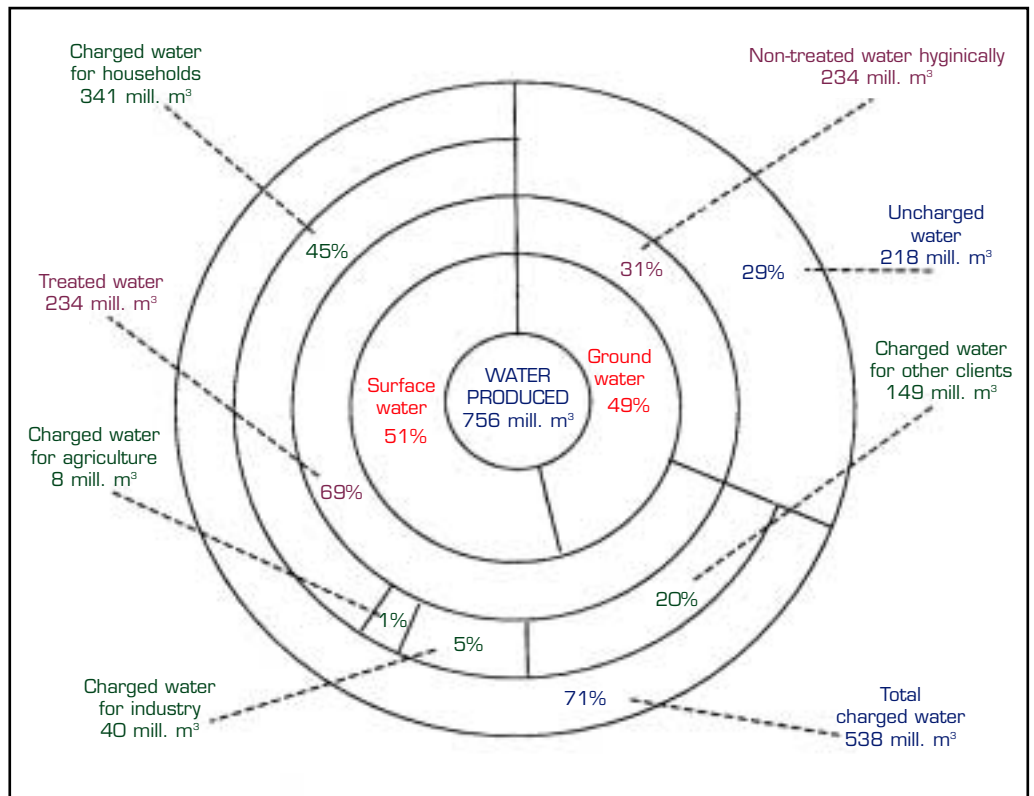 Charged water
for households
341 mill. m³
Non-treated water hyginically
234 mill. m³
Uncharged
water
218 mill. m³
45%
31%
29%
Treated water
234 mill. m³
Charged water
for other clients
149 mill. m³
Surface
water
51%
WATER
PRODUCED
756 mill. m³
Ground
water
49%
Charged water
for agriculture
8 mill. m³
69%
1%
5%
20%
71%
Charged water
for industry
40 mill. m³
Total
charged water
538 mill. m³